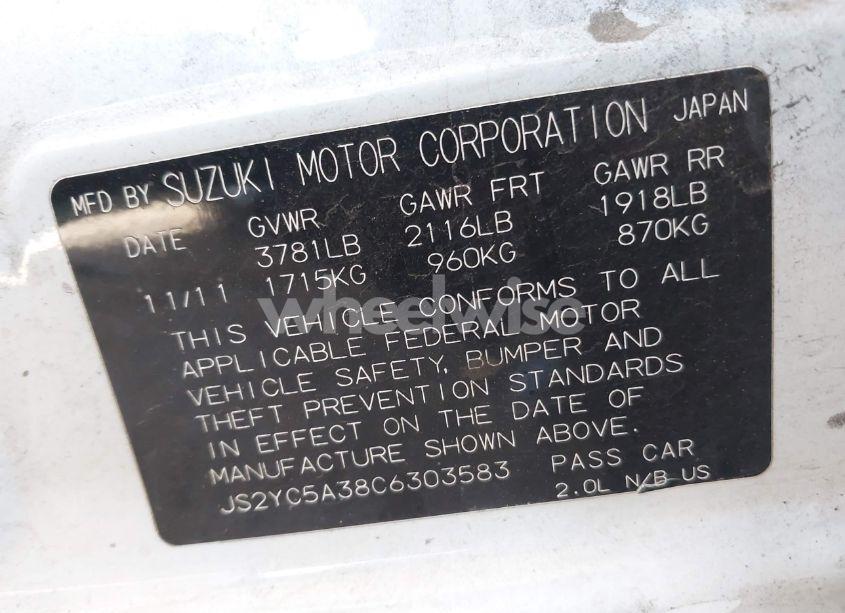 MFD BY SUZUKI MOTOR CORPORATION JAPAN
DATE GVWR GAWR FRT GAWR RR
3781LB 2116LB 1918LB
11/11 1715KG 960KG 870KG
THIS VEHICLE CONFORMS TO ALL
APPLICABLE FEDERAL MOTOR
VEHICLE SAFETY, BUMPER AND
THEFT PREVENTION STANDARDS
IN EFFECT ON THE DATE OF
MANUFACTURE SHOWN ABOVE.
JS2YC5A38C6303583 PASS CAR
2.0L N/B US
wheelwise